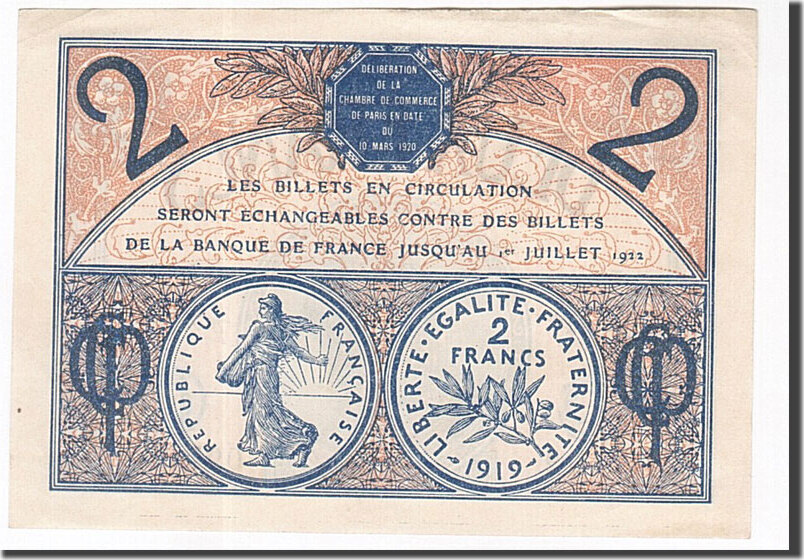 2
DÉLIBÉRATION
DE LA
CHAMBRE DE COMMERCE
DE PARIS EN DATE
DU
10 MARS 1920
2
LES BILLETS EN CIRCULATION
SERONT ÉCHANGEABLES CONTRE DES BILLETS
DE LA BANQUE DE FRANCE JUSQU'AU 1er JUILLET 1922
REPUBLIQUE FRANÇAISE
LIBERTE·EGALITE·FRATERNITE
2
FRANCS
1919